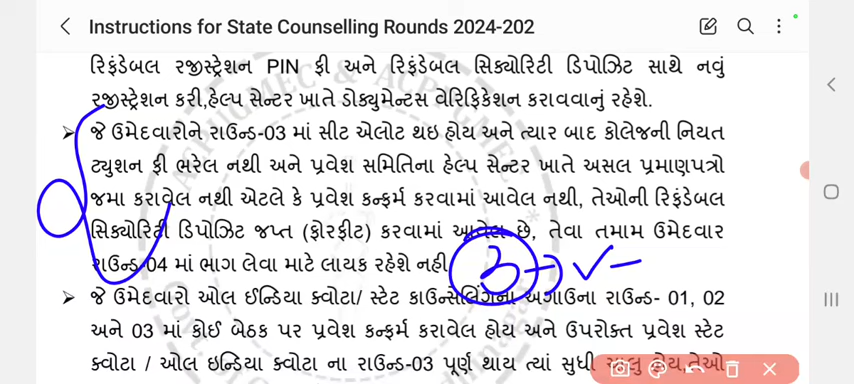 Instructions for State Counselling Rounds 2024-202
રિફંડેબલ રજીસ્ટ્રેશન PIN ફી અને રિફંડેબલ સિક્યોરિટી ડિપોઝિટ સાથે નવું
રજીસ્ટ્રેશન કરી,હેલ્પ સેન્ટર ખાતે ડોક્યુમેન્ટસ વેરિફિકેશન કરાવવાનું રહેશે.
➤ જે ઉમેદવારોને રાઉન્ડ-03 માં સીટ એલોટ થઇ હોય અને ત્યાર બાદ કોલેજની નિયત
ટ્યુશન ફી ભરેલ નથી અને પ્રવેશ સમિતિના હેલ્પ સેન્ટર ખાતે અસલ પ્રમાણપત્રો
જમા કરાવેલ નથી એટલે કે પ્રવેશ કન્ફર્મ કરવામાં આવેલ નથી, તેઓની રિફંડેબલ
સિક્યોરિટી ડિપોઝિટ જપ્ત (ફોરફીટ) કરવામાં આવેલ છે, તેવા તમામ ઉમેદવાર
રાઉન્ડ-04 માં ભાગ લેવા માટે લાયક રહેશે નહી
3
➤ જે ઉમેદવારો ઓલ ઈન્ડિયા ક્વોટા/ સ્ટેટ કાઉન્સેલિંગના અગાઉના રાઉન્ડ- 01, 02
અને 03 માં કોઈ બેઠક પર પ્રવેશ કન્ફર્મ કરાવેલ હોય અને ઉપરોક્ત પ્રવેશ સ્ટેટ
ક્વોટા / ઓલ ઇન્ડિયા ક્વોટા ના રાઉન્ડ-03 પૂર્ણ થાય ત્યાં સુધી ચાલુ હોય,તેઓ